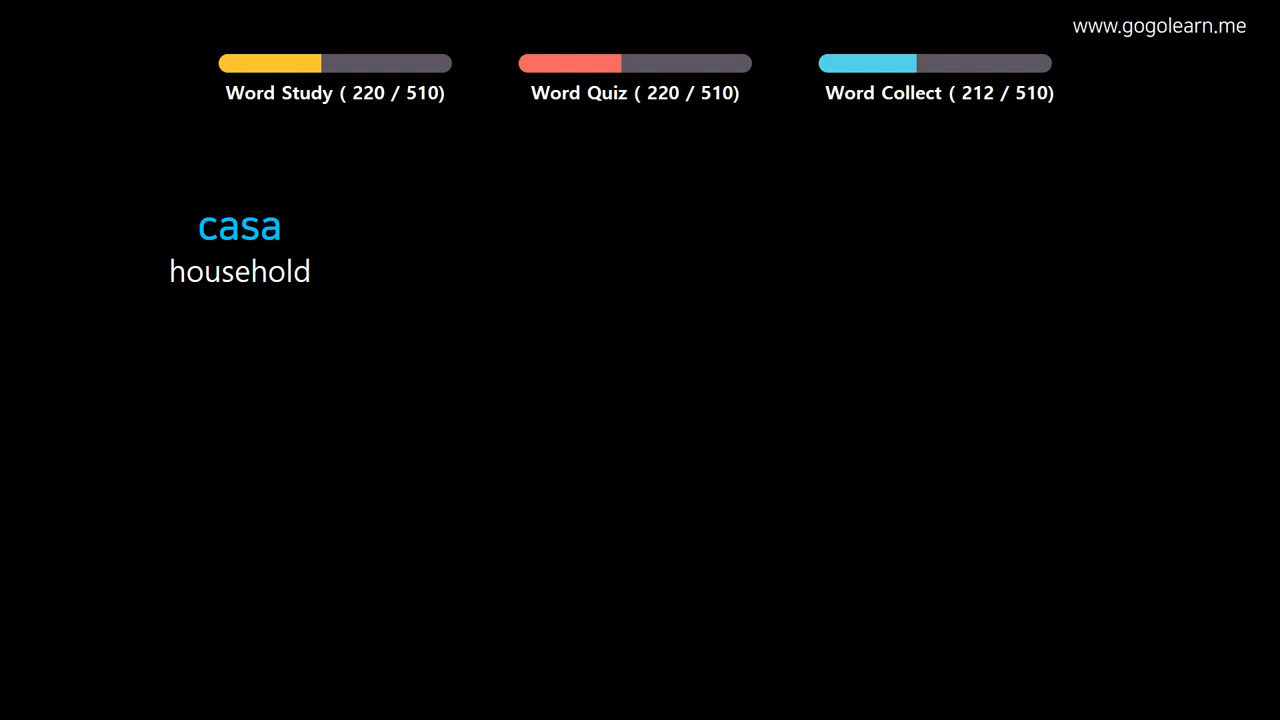 www.gogolearn.me
Word Study ( 220 / 510)
Word Quiz ( 220 / 510)
Word Collect ( 212 / 510)
casa
household